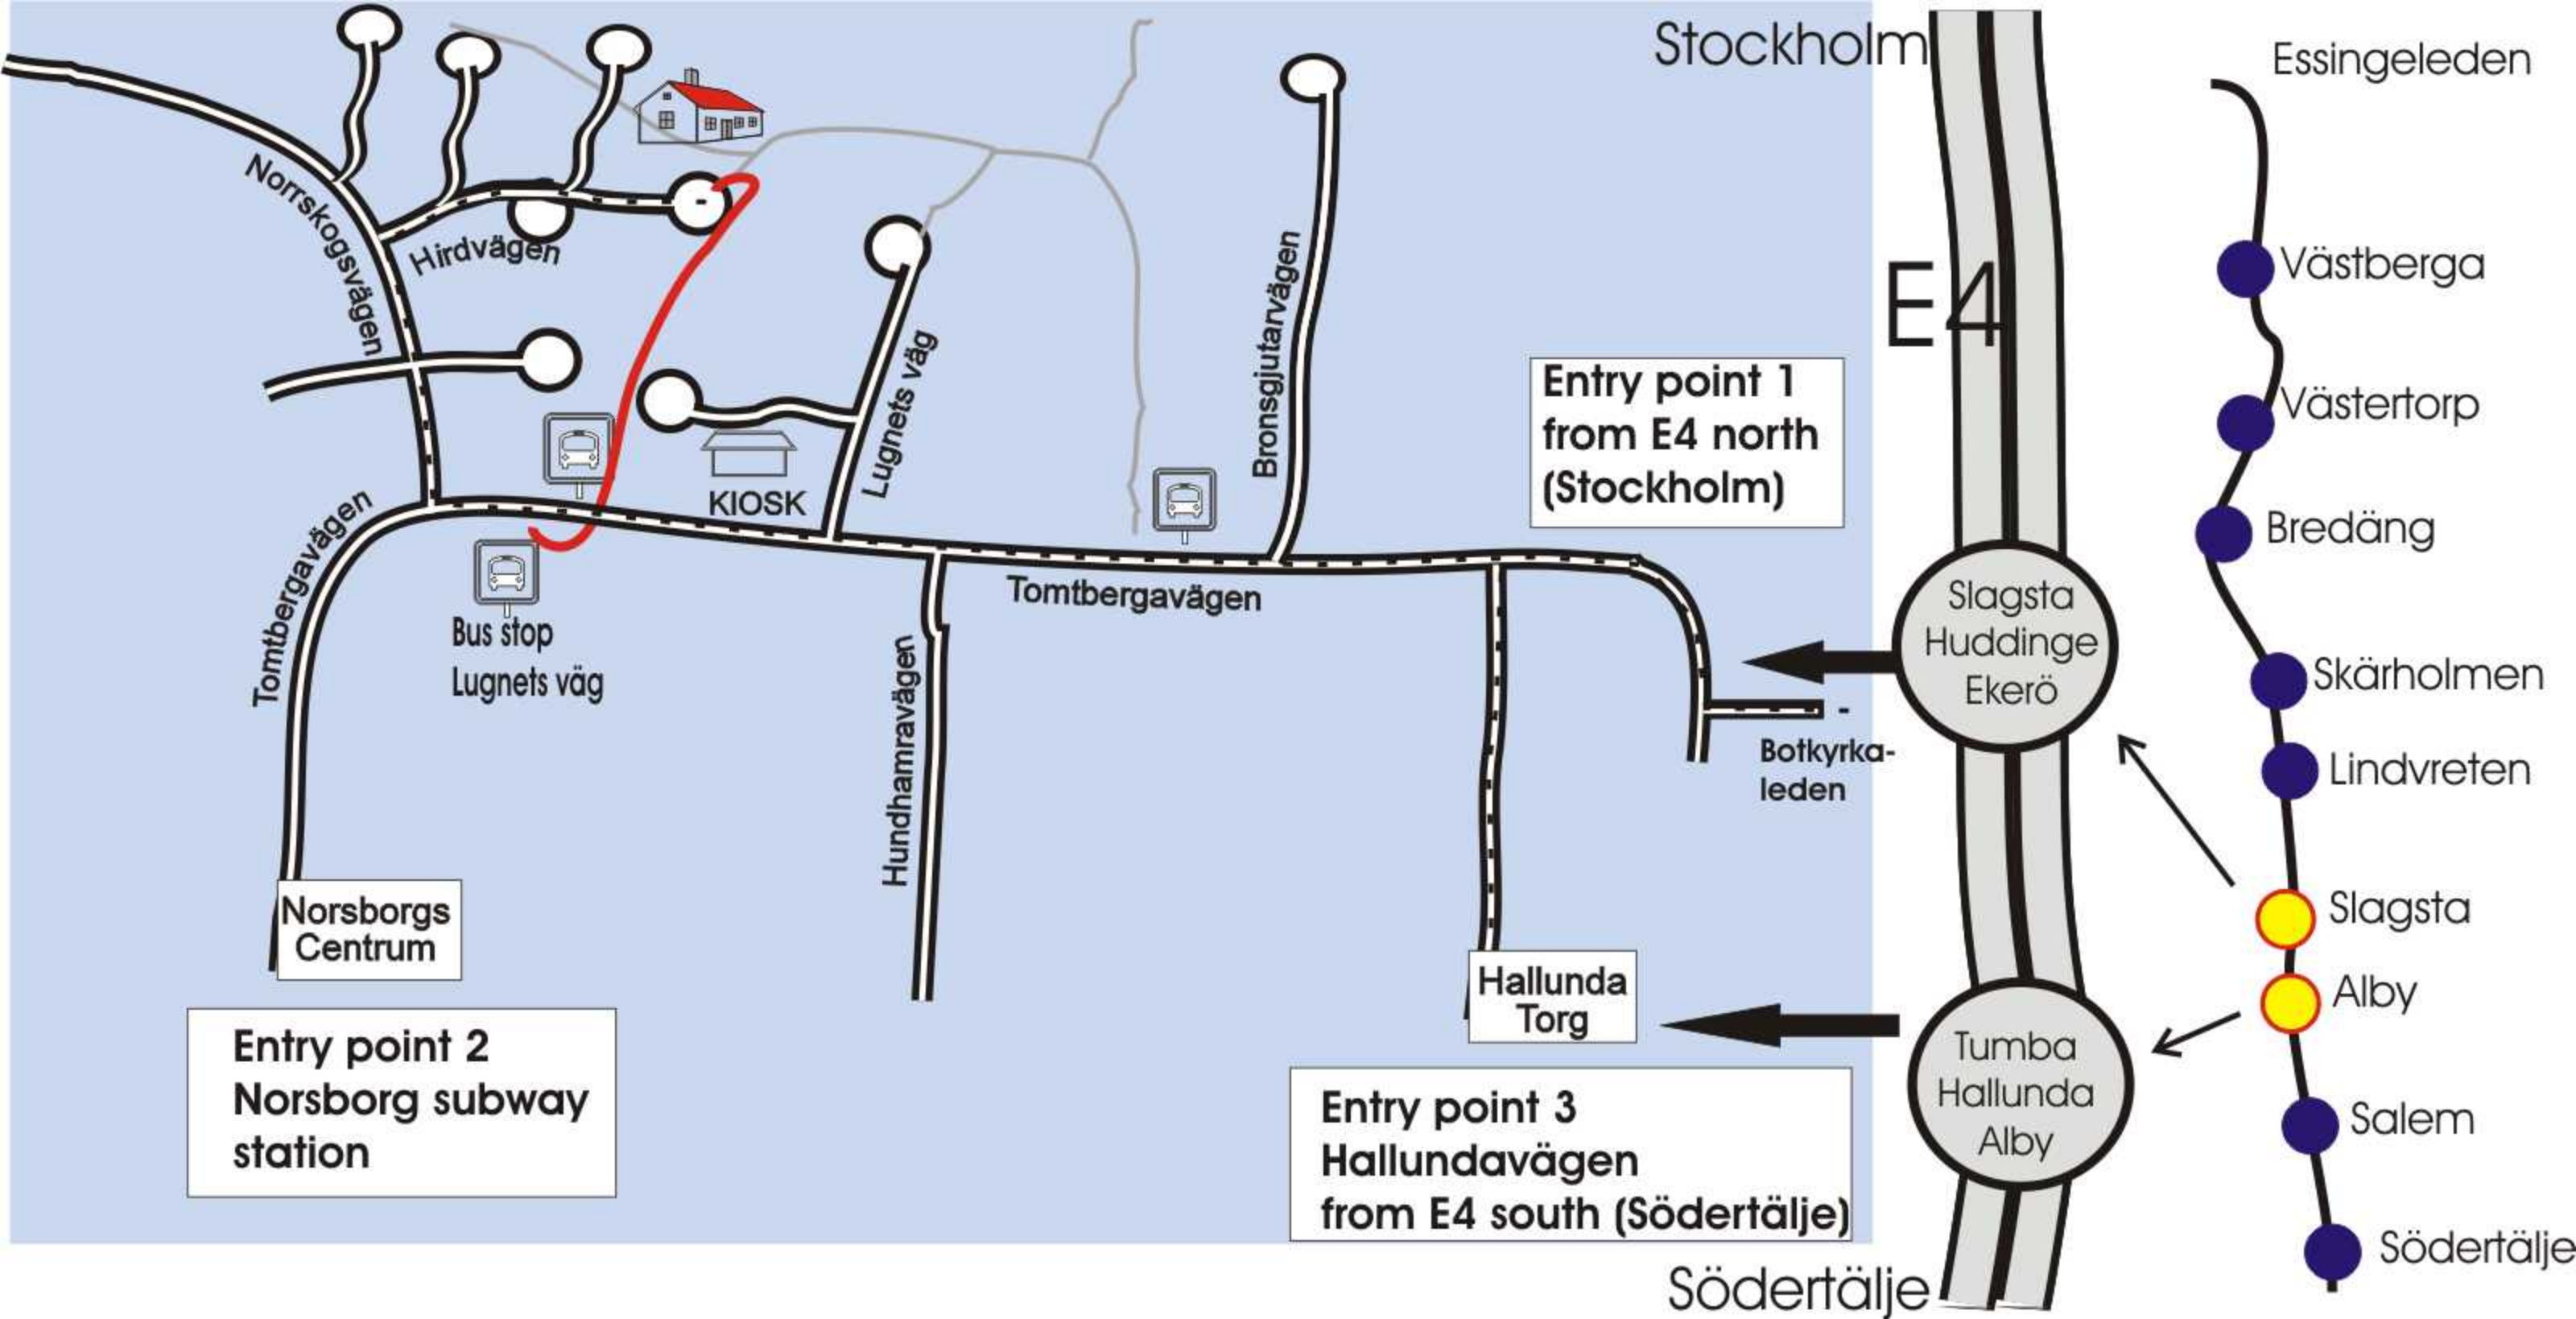 Stockholm
Essingeleden
Norrskogsvägen
Hirdvägen
E4
Västberga
Bronsgjutarvägen
Lugnets väg
Entry point 1
from E4 north
(Stockholm)
Västertorp
KIOSK
Bredäng
Tomtbergavägen
Tomtbergavägen
Bus stop
Lugnets väg
Hundhamravägen
Slagsta
Huddinge
Ekerö
Skärholmen
Botkyrka-
leden
Lindvreten
Norsborgs
Centrum
Slagsta
Hallunda
Torg
Alby
Entry point 2
Norsborg subway
station
Entry point 3
Hallundavägen
from E4 south (Södertälje)
Tumba
Hallunda
Alby
Salem
Södertälje
Södertälje